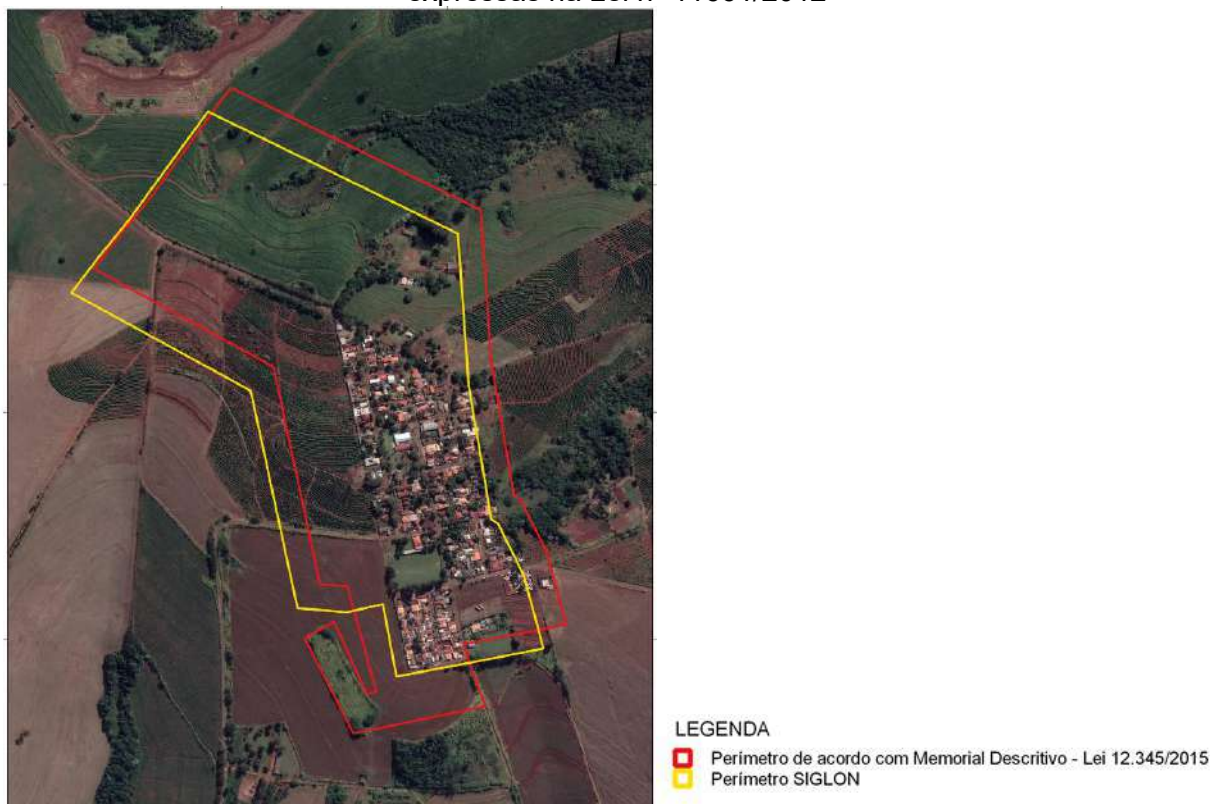 LEGENDA
Perímetro de acordo com Memorial Descritivo - Lei 12.345/2015
Perímetro SIGLON